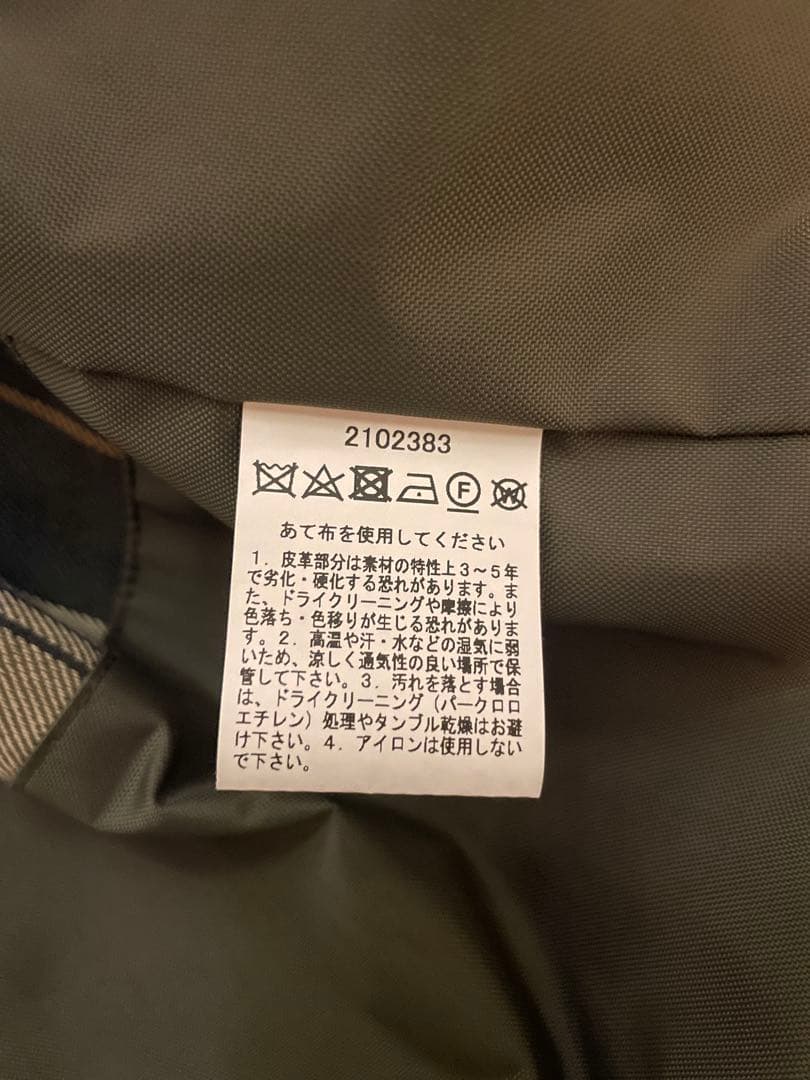 2102383
F W
あて布を使用してください
1．皮革部分は素材の特性上3～5年
で劣化・硬化する恐れがあります。ま
た、ドライクリーニングや摩擦により
色落ち・色移りが生じる恐れがありま
す。2．高温や汗・水などの湿気に弱
いため、涼しく通気性の良い場所で保
管して下さい。3．汚れを落とす場合
は、ドライクリーニング（パークロロ
エチレン）処理やタンブル乾燥はお避
け下さい。4．アイロンは使用しない
で下さい。